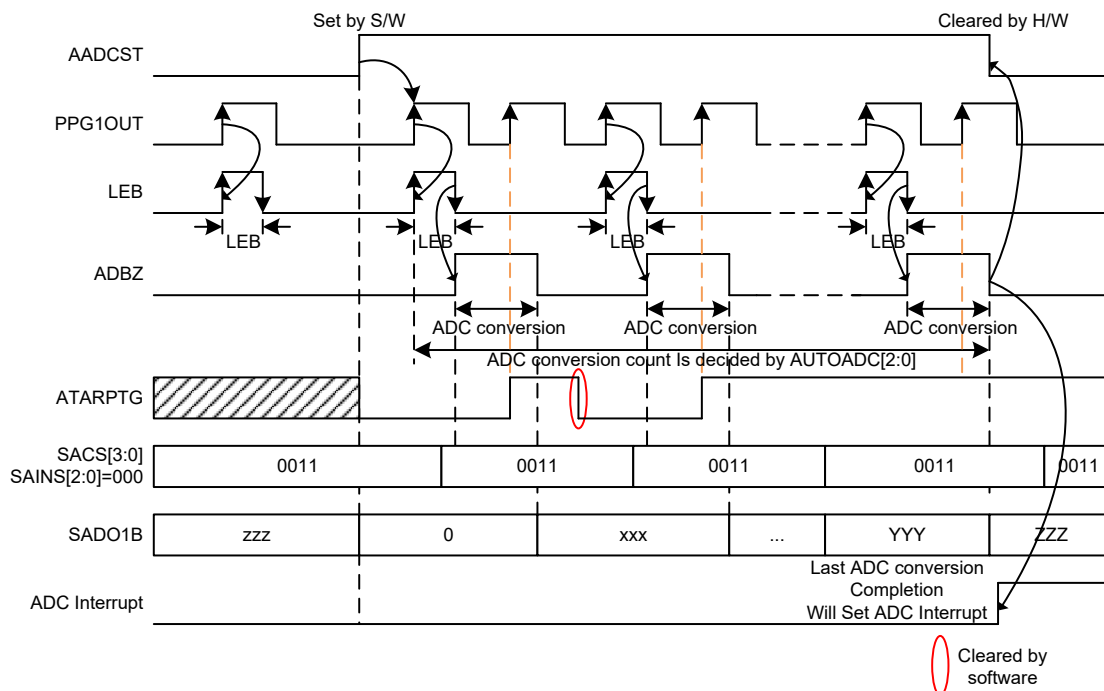 Set by S/W
Cleared by H/W
AADCST
PPG1OUT
LEB
LEB
LEB
LEB
LEB
ADBZ
ADC conversion
ADC conversion
ADC conversion
ADC conversion count Is decided by AUTOADC[2:0]
ATARPTG
SACS[3:0]
SAINS[2:0]=000
0011
0011
0011
0011
0011
SADO1B
zzz
0
xxx
...
YYY
ZZZ
Last ADC conversion
Completion
Will Set ADC Interrupt
ADC Interrupt
Cleared by
software